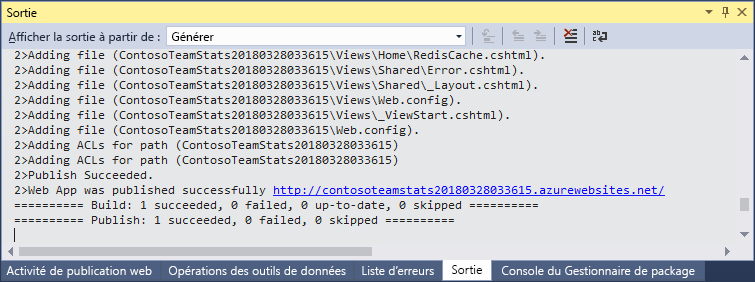 Sortie
Afficher la sortie à partir de : Générer
2>Adding file (ContosoTeamStats20180328033615\Views\Home\RedisCache.cshtml).
2>Adding file (ContosoTeamStats20180328033615\Views\Shared\Error.cshtml).
2>Adding file (ContosoTeamStats20180328033615\Views\Shared\_Layout.cshtml).
2>Adding file (ContosoTeamStats20180328033615\Views\Web.config).
2>Adding file (ContosoTeamStats20180328033615\Views\_ViewStart.cshtml).
2>Adding file (ContosoTeamStats20180328033615\Web.config).
2>Adding ACLs for path (ContosoTeamStats20180328033615)
2>Adding ACLs for path (ContosoTeamStats20180328033615)
2>Publish Succeeded.
2>Web App was published successfully http://contosoteamstats20180328033615.azurewebsites.net/
========== Build: 1 succeeded, 0 failed, 0 up-to-date, 0 skipped ==========
========== Publish: 1 succeeded, 0 failed, 0 skipped ==========
Activité de publication web Opérations des outils de données Liste d'erreurs Sortie Console du Gestionnaire de package